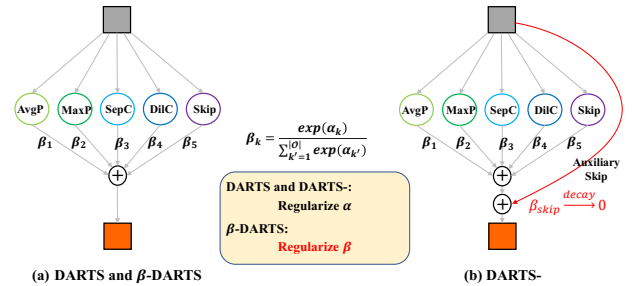 AvgP MaxP SepC DilC Skip
β₁ β₂ β₃ β₄ β₅
+
(a) DARTS and β-DARTS
βₖ = exp(αₖ) / ∑_{k'=1}^{|𝒪|} exp(αₖ')
DARTS and DARTS-:
Regularize α
β-DARTS:
Regularize β
AvgP MaxP SepC DilC Skip
β₁ β₂ β₃ β₄ β₅
Auxiliary
Skip
+
+
β_skip —decay→ 0
(b) DARTS-